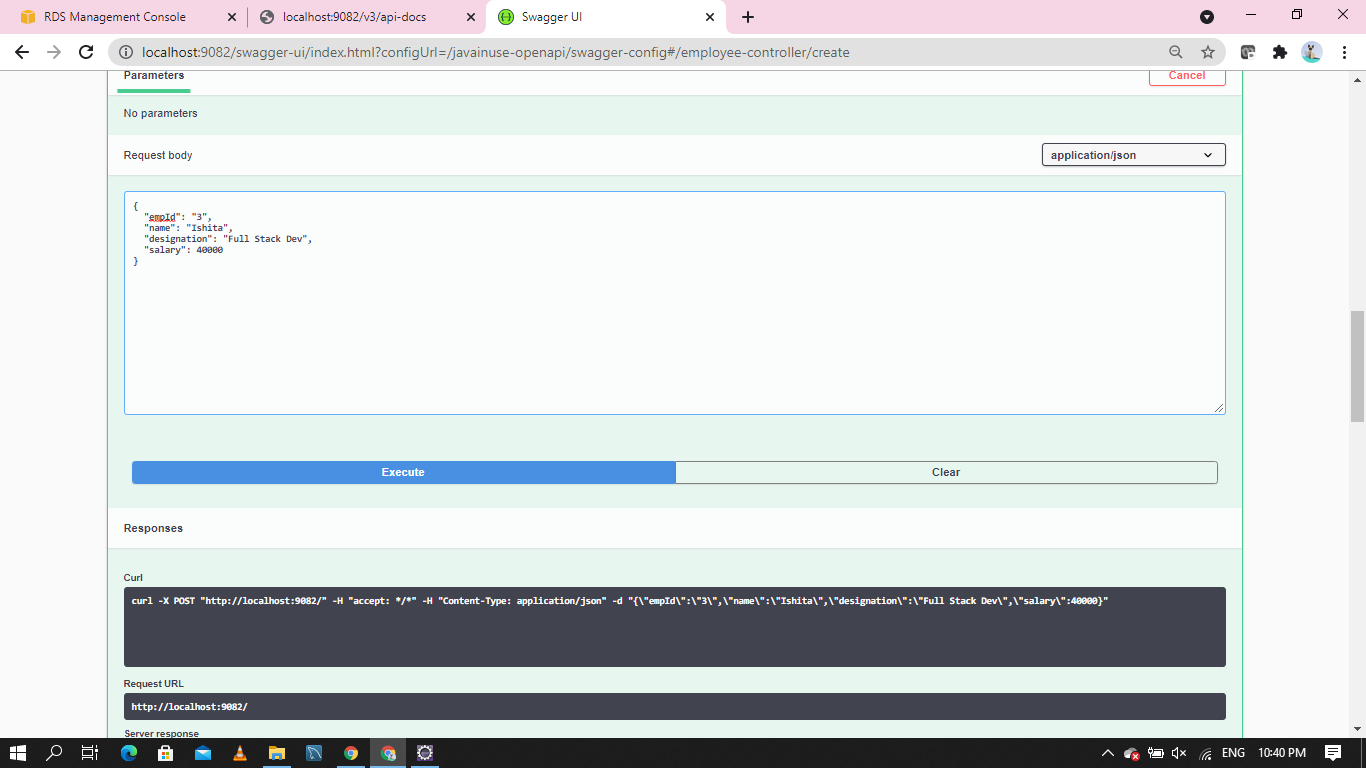 RDS Management Console
localhost:9082/v3/api-docs
Swagger UI
localhost:9082/swagger-ui/index.html?configUrl=/javainuse-openapi/swagger-config#/employee-controller/create
Parameters
Cancel
No parameters
Request body
application/json
{
"empId": "3",
"name": "Ishita",
"designation": "Full Stack Dev",
"salary": 40000
}
Execute
Clear
Responses
Curl
curl -X POST "http://localhost:9082/" -H "accept: */*" -H "Content-Type: application/json" -d "{\"empId\":\"3\",\"name\":\"Ishita\",\"designation\":\"Full Stack Dev\",\"salary\":40000}"
Request URL
http://localhost:9082/
Server response
ENG
10:40 PM